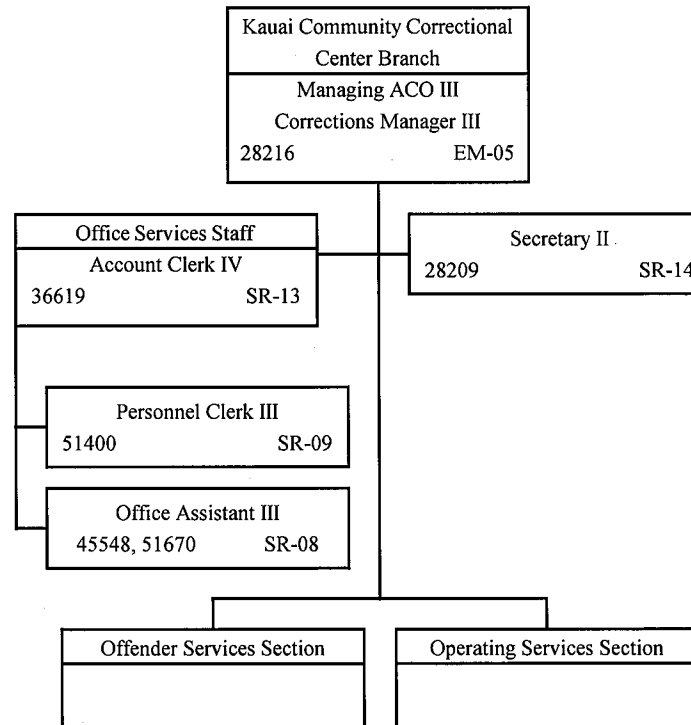 Kauai Community Correctional
Center Branch
Managing ACO III
Corrections Manager III
28216 EM-05
Office Services Staff
Account Clerk IV
36619 SR-13
Secretary II
28209 SR-14
Personnel Clerk III
51400 SR-09
Office Assistant III
45548, 51670 SR-08
Offender Services Section
Operating Services Section